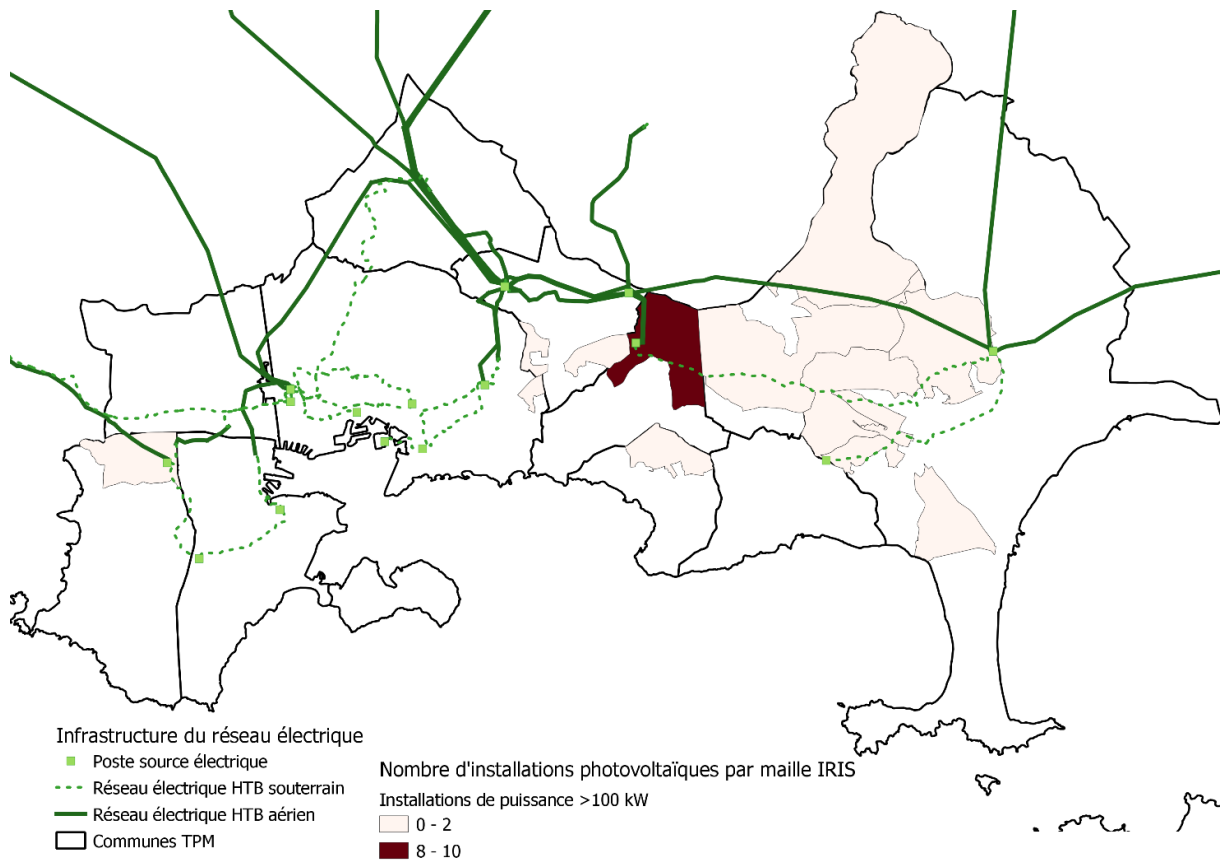 Infrastructure du réseau électrique
Poste source électrique
Réseau électrique HTB souterrain
Réseau électrique HTB aérien
Communes TPM
Nombre d'installations photovoltaïques par maille IRIS
Installations de puissance >100 kW
0 - 2
8 - 10